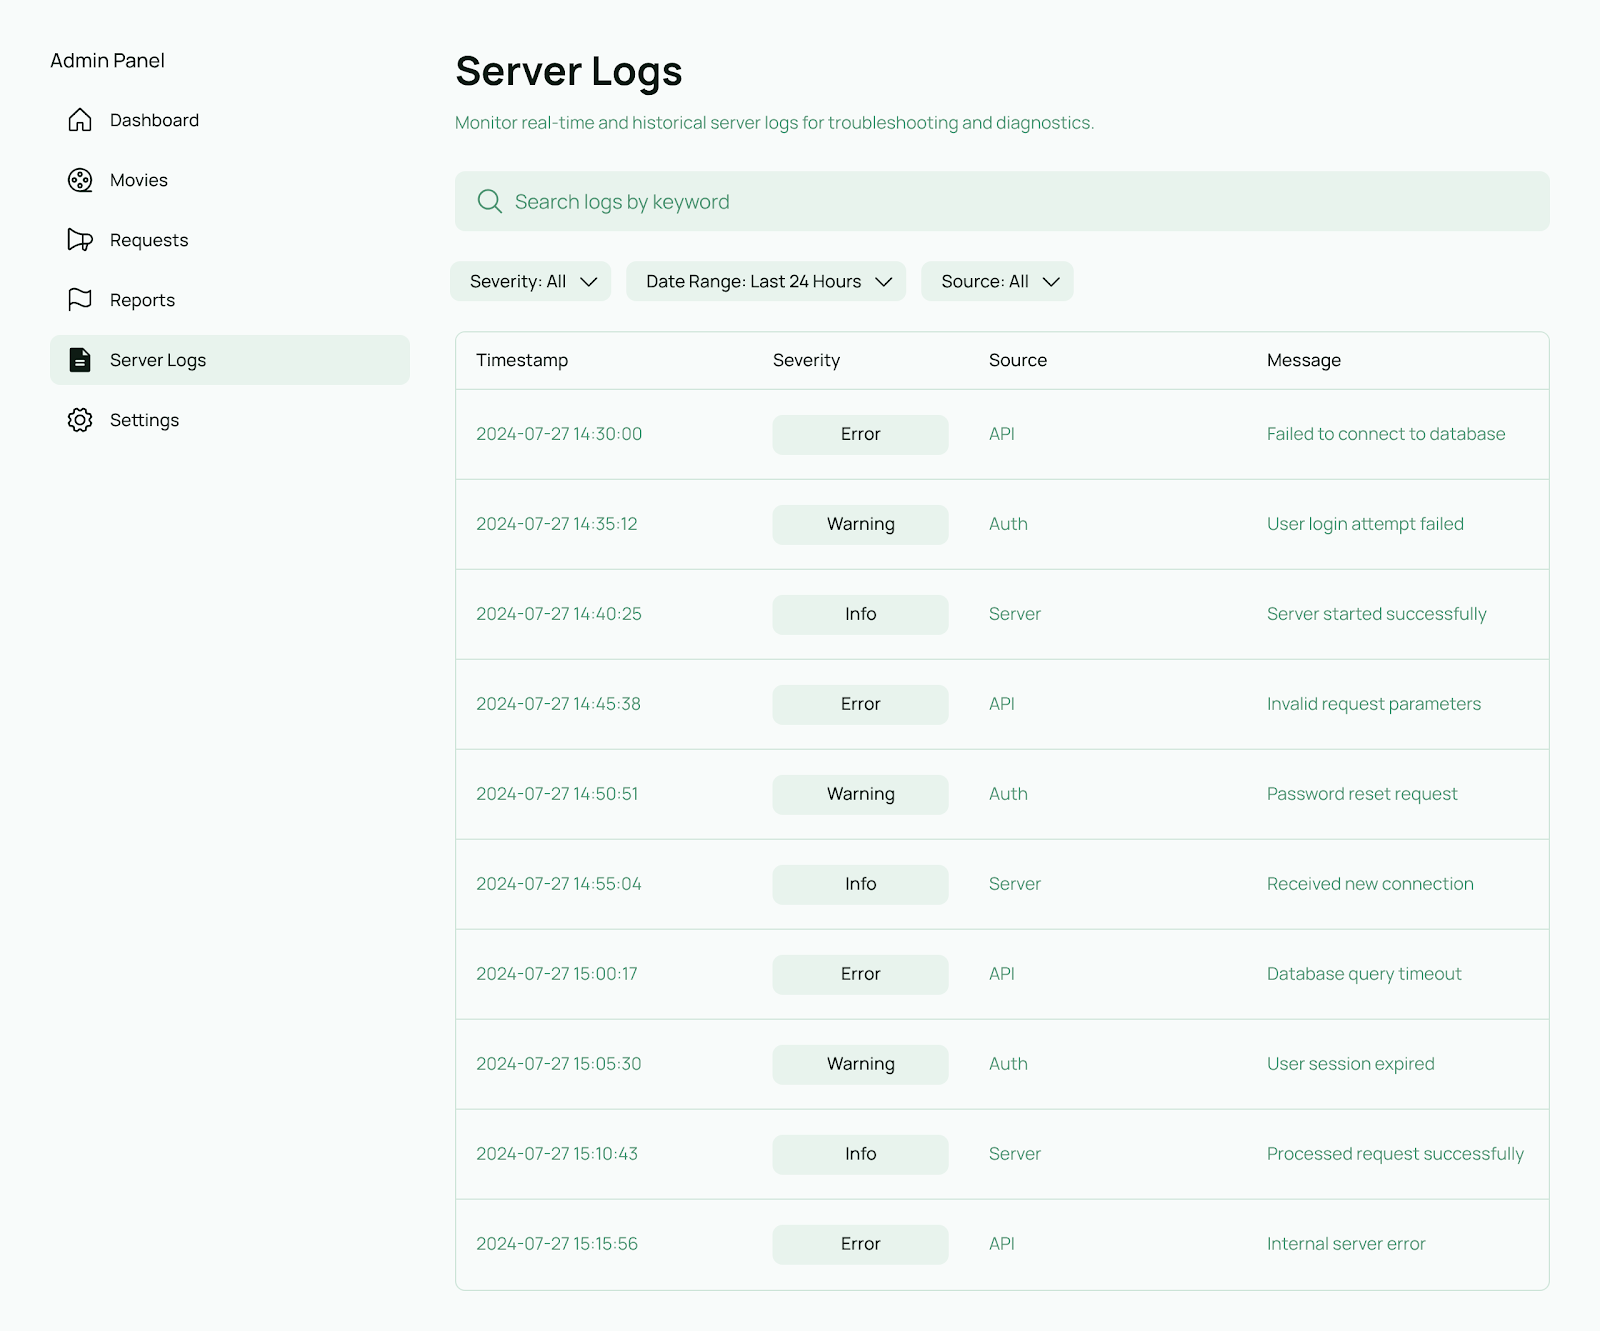 Admin Panel
Dashboard
Movies
Requests
Reports
Server Logs
Settings
Server Logs
Monitor real-time and historical server logs for troubleshooting and diagnostics.
Search logs by keyword
Severity: All Date Range: Last 24 Hours Source: All
Timestamp Severity Source Message
2024-07-27 14:30:00 Error API Failed to connect to database
2024-07-27 14:35:12 Warning Auth User login attempt failed
2024-07-27 14:40:25 Info Server Server started successfully
2024-07-27 14:45:38 Error API Invalid request parameters
2024-07-27 14:50:51 Warning Auth Password reset request
2024-07-27 14:55:04 Info Server Received new connection
2024-07-27 15:00:17 Error API Database query timeout
2024-07-27 15:05:30 Warning Auth User session expired
2024-07-27 15:10:43 Info Server Processed request successfully
2024-07-27 15:15:56 Error API Internal server error